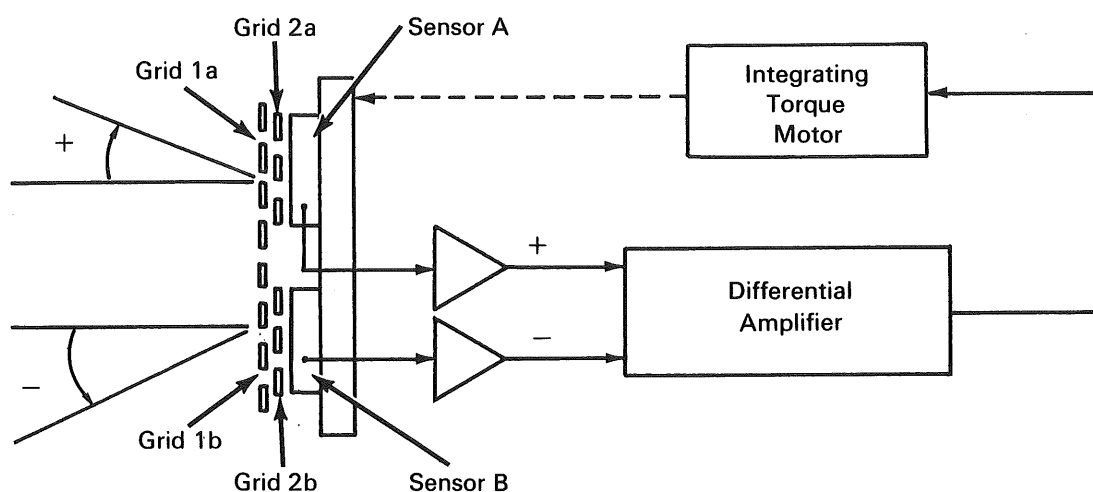 Grid 2a
Sensor A
Grid 1a
Integrating
Torque
Motor
+
+
Differential
Amplifier
−
−
Grid 1b
Grid 2b
Sensor B